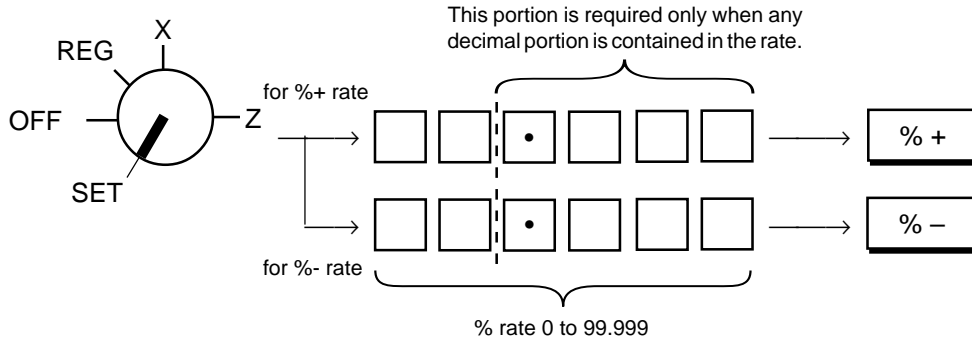 This portion is required only when any
decimal portion is contained in the rate.
X
REG
for %+ rate
OFF
Z
• 
% +
SET
•
% –
for %- rate
% rate 0 to 99.999